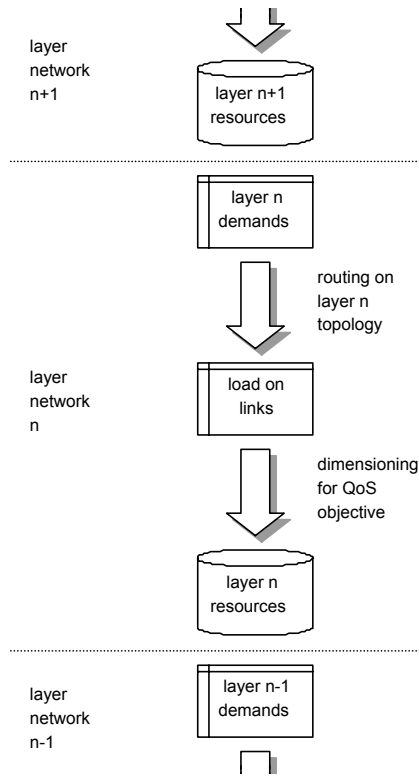 layer
network
n+1
layer n+1
resources
layer n
demands
routing on
layer n
topology
layer
network
n
load on
links
dimensioning
for QoS
objective
layer n
resources
layer
network
n-1
layer n-1
demands